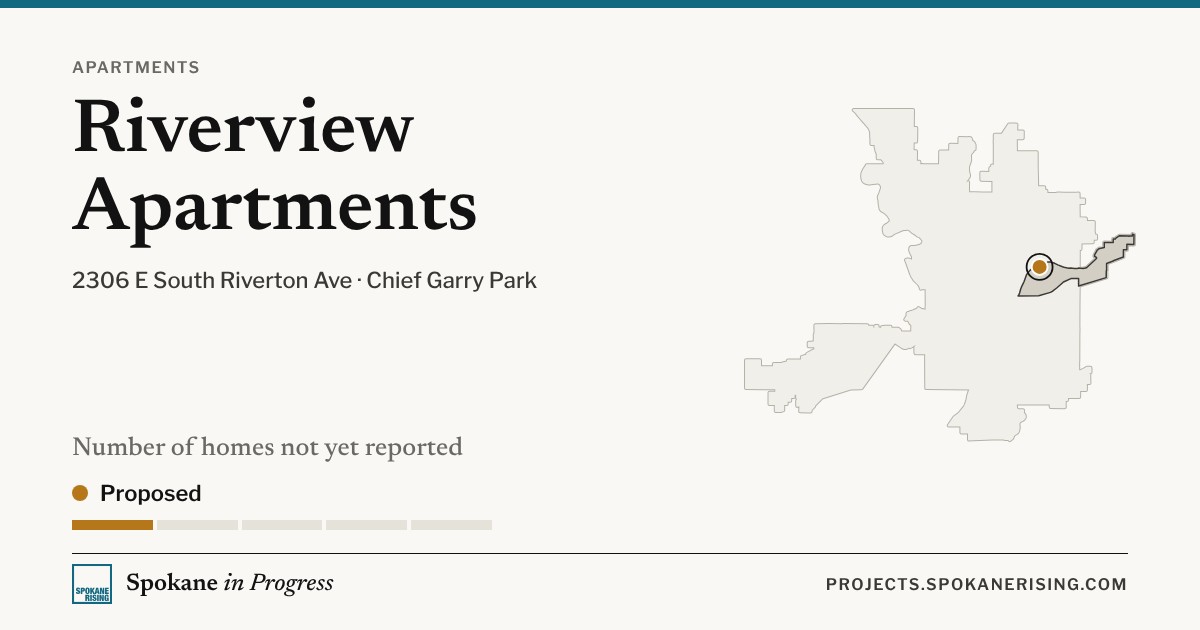 APARTMENTS
Riverview
Apartments
2306 E South Riverton Ave · Chief Garry Park
Number of homes not yet reported
Proposed
SPOKANE
RISING
Spokane in Progress
PROJECTS.SPOKANERISING.COM